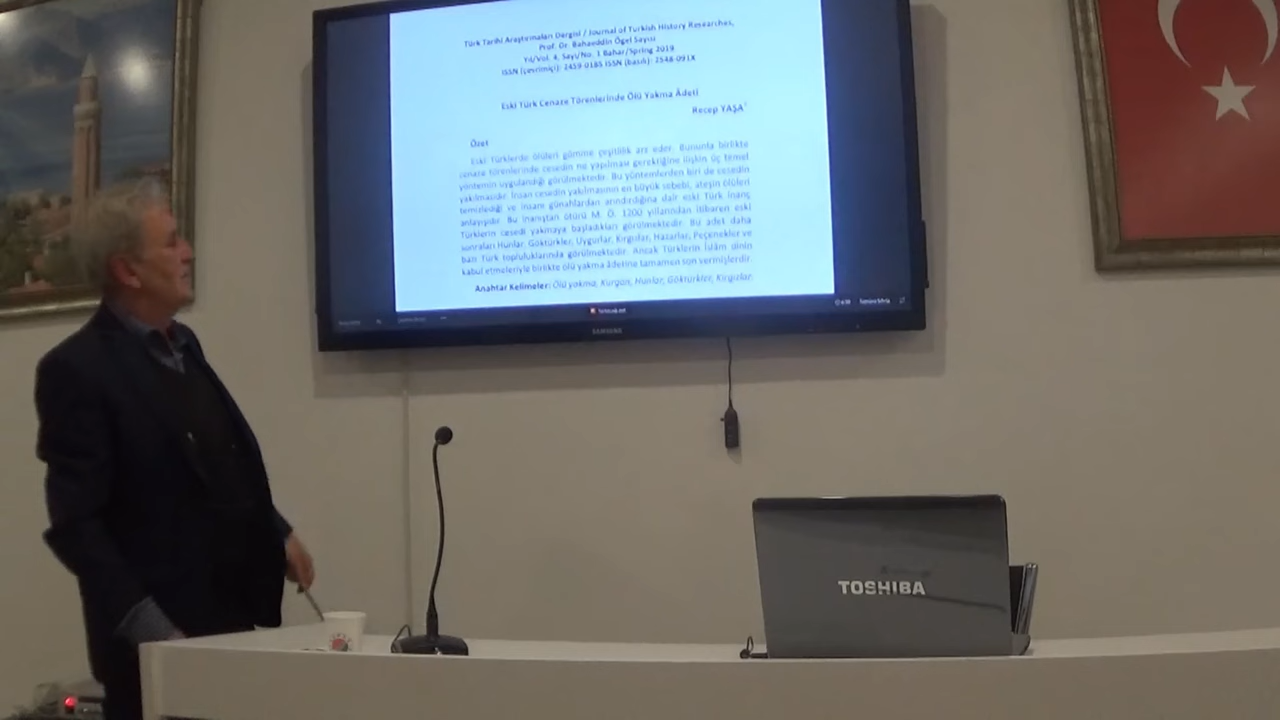 Türk Tarihi Araştırmaları Dergisi / Journal of Turkish History Researches,
Prof. Dr. Bahaeddin Ögel Sayısı
Yıl/Vol. 4, Sayı/No. 1 Bahar/Spring 2019
ISSN (çevrimiçi): 2459-0185 ISSN (basılı): 2548-091X
Eski Türk Cenaze Törenlerinde Ölü Yakma Âdeti
Recep YAŞA
Özet
Eski Türklerde ölüleri gömme çeşitlilik arz eder. Bununla birlikte
cenaze törenlerinde cesedin ne yapılması gerektiğine ilişkin üç temel
yöntemin uygulandığı görülmektedir. Bu yöntemlerden biri de cesedin
yakılmasıdır. İnsan cesedin yakılmasının en büyük sebebi, ateşin ölüleri
temizlediği ve insanı günahlardan arındırdığına dair eski Türk inanç
anlayışıdır. Bu inanıştan ötürü M. Ö. 1200 yıllarından itibaren eski
Türklerin cesedi yakmaya başladıkları görülmektedir. Bu adet daha
sonraları Hunlar, Göktürkler, Uygurlar, Kırgızlar, Hazarlar, Peçenekler ve
bazı Türk topluluklarında görülmektedir. Ancak Türklerin İslâm dinin
kabul etmeleriyle birlikte ölü yakma âdetine tamamen son vermişlerdir.
Anahtar Kelimeler: Ölü yakma, Kurgan, Hunlar, Göktürkler, Kırgızlar.
SAMSUNG
TOSHIBA